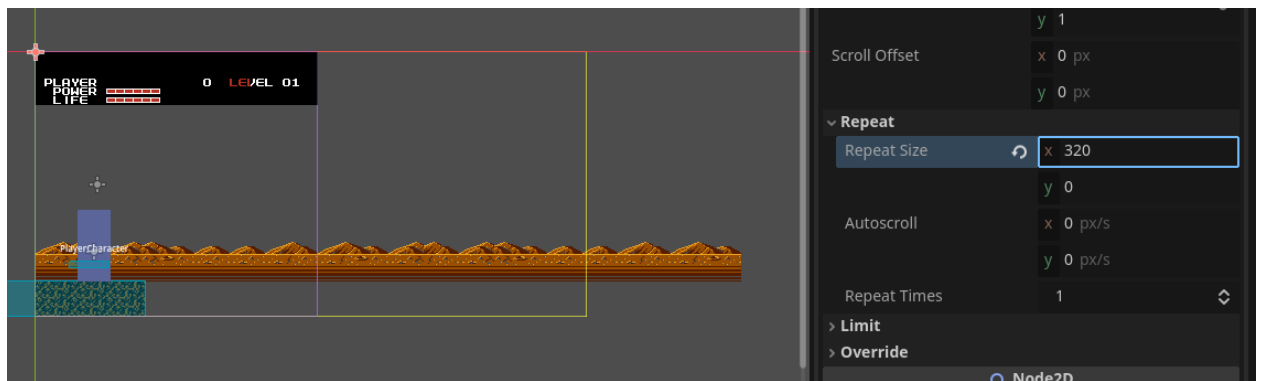 y 1
Scroll Offset x 0 px
y 0 px
Repeat
Repeat Size x 320
y 0
Autoscroll x 0 px/s
y 0 px/s
Repeat Times 1
Limit
Override
Node2D
PLAYER 0 LEVEL 01
POWER
LIFE
PlayerCharacter